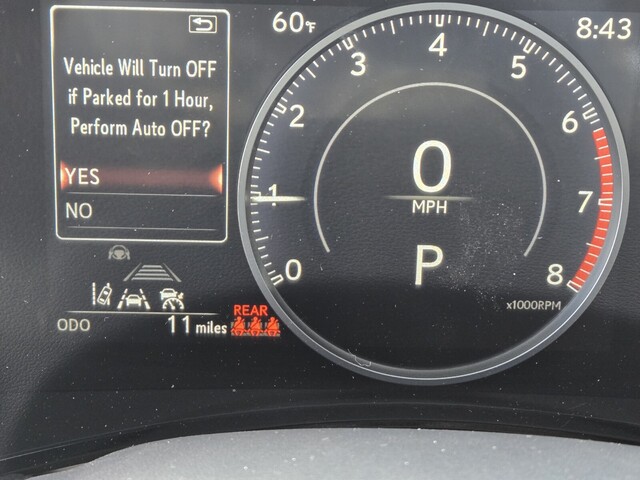 60°F
8:43
Vehicle Will Turn OFF
if Parked for 1 Hour,
Perform Auto OFF?
YES
NO
0
1
2
3
4
5
6
7
8
0
MPH
P
x1000RPM
ODO 11 miles
REAR